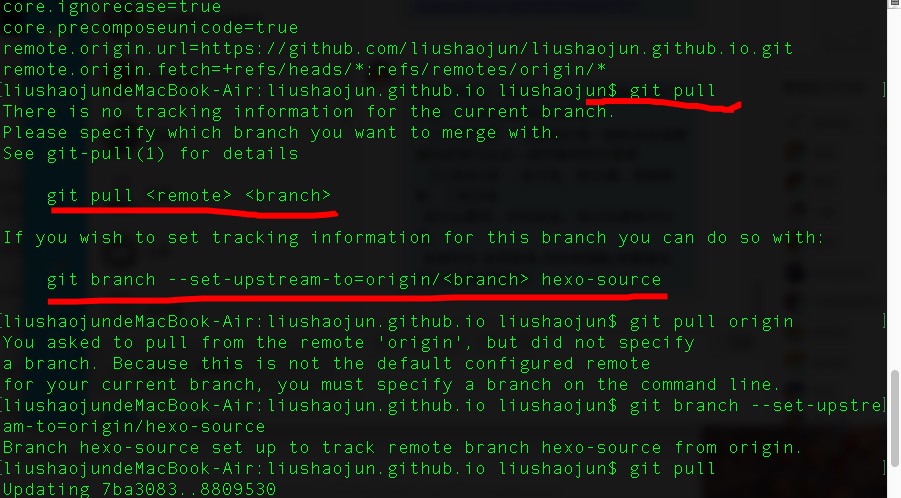 core.ignorecase=true
core.precomposeunicode=true
remote.origin.url=https://github.com/liushaojun/liushaojun.github.io.git
remote.origin.fetch=+refs/heads/*:refs/remotes/origin/*
[liushaojundeMacBook-Air:liushaojun.github.io liushaojun$ git pull ]
There is no tracking information for the current branch.
Please specify which branch you want to merge with.
See git-pull(1) for details
git pull <remote> <branch>
If you wish to set tracking information for this branch you can do so with:
git branch --set-upstream-to=origin/<branch> hexo-source
[liushaojundeMacBook-Air:liushaojun.github.io liushaojun$ git pull origin ]
You asked to pull from the remote 'origin', but did not specify
a branch. Because this is not the default configured remote
for your current branch, you must specify a branch on the command line.
[liushaojundeMacBook-Air:liushaojun.github.io liushaojun$ git branch --set-upstre]
am-to=origin/hexo-source
Branch hexo-source set up to track remote branch hexo-source from origin.
[liushaojundeMacBook-Air:liushaojun.github.io liushaojun$ git pull ]
Updating 7ba3083..8809530